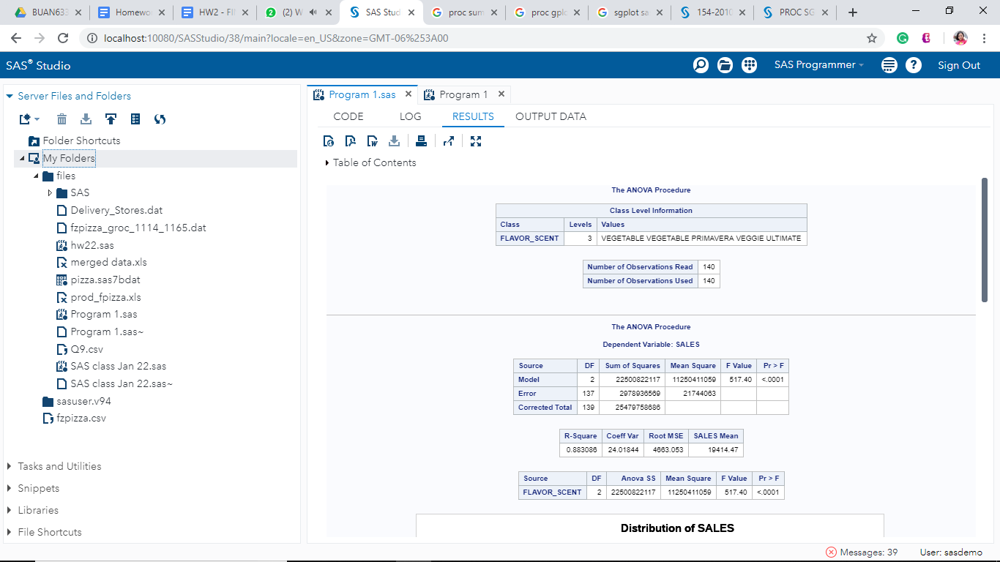 BUAN633
Homewo
HW2 - FI
(2) W
SAS Stud
proc sum
proc gplo
sgplot sa
154-2010
PROC SG
localhost:10080/SASStudio/38/main?locale=en_US&zone=GMT-06%253A00
SAS® Studio
SAS Programmer
Sign Out
Server Files and Folders
Folder Shortcuts
My Folders
files
SAS
Delivery_Stores.dat
fzpizza_groc_1114_1165.dat
hw22.sas
merged data.xls
pizza.sas7bdat
prod_fpizza.xls
Program 1.sas
Program 1.sas~
Q9.csv
SAS class Jan 22.sas
SAS class Jan 22.sas~
sasuser.v94
fzpizza.csv
Tasks and Utilities
Snippets
Libraries
File Shortcuts
Program 1.sas
Program 1
CODE LOG RESULTS OUTPUT DATA
Table of Contents
The ANOVA Procedure
Class Level Information
Class Levels Values
FLAVOR_SCENT 3 VEGETABLE VEGETABLE PRIMAVERA VEGGIE ULTIMATE
Number of Observations Read 140
Number of Observations Used 140
The ANOVA Procedure
Dependent Variable: SALES
Source DF Sum of Squares Mean Square F Value Pr > F
Model 2 22500822117 11250411059 517.40 <.0001
Error 137 2978936569 21744063
Corrected Total 139 25479758686
R-Square Coeff Var Root MSE SALES Mean
0.883086 24.01844 4663.053 19414.47
Source DF Anova SS Mean Square F Value Pr > F
FLAVOR_SCENT 2 22500822117 11250411059 517.40 <.0001
Distribution of SALES
Messages: 39
User: sasdemo